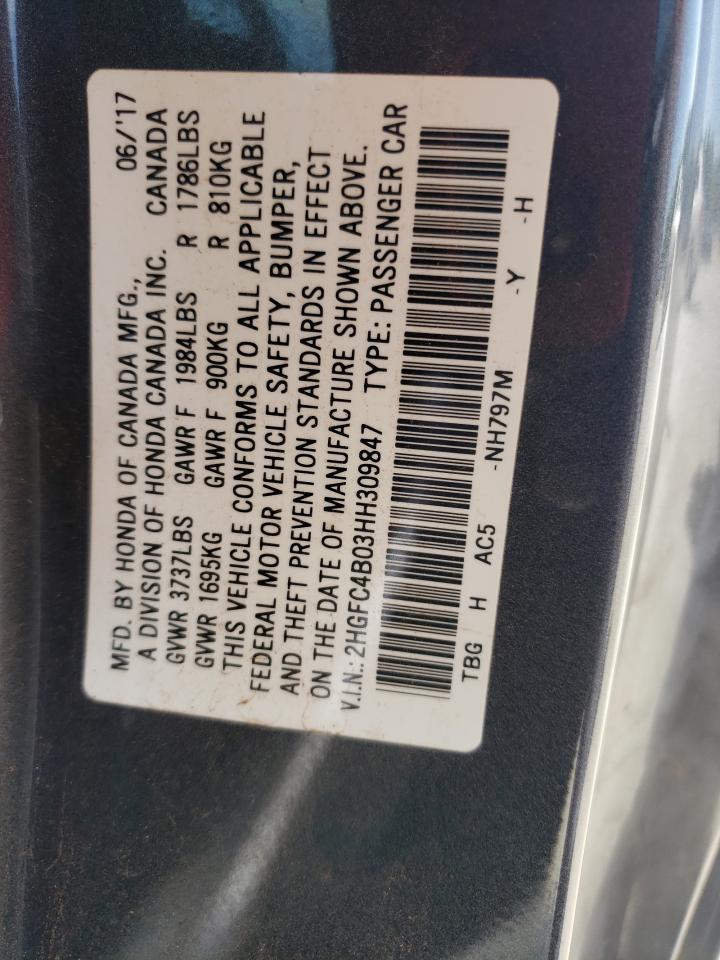 MFD. BY HONDA OF CANADA MFG., 06/'17
A DIVISION OF HONDA CANADA INC. CANADA
GVWR 3737LBS GAWR F 1984LBS R 1786LBS
GVWR 1695KG GAWR F 900KG R 810KG
THIS VEHICLE CONFORMS TO ALL APPLICABLE
FEDERAL MOTOR VEHICLE SAFETY, BUMPER,
AND THEFT PREVENTION STANDARDS IN EFFECT
ON THE DATE OF MANUFACTURE SHOWN ABOVE.
V.I.N.: 2HGFC4B03HH309847 TYPE: PASSENGER CAR
TBG H AC5 -NH797M -Y -H